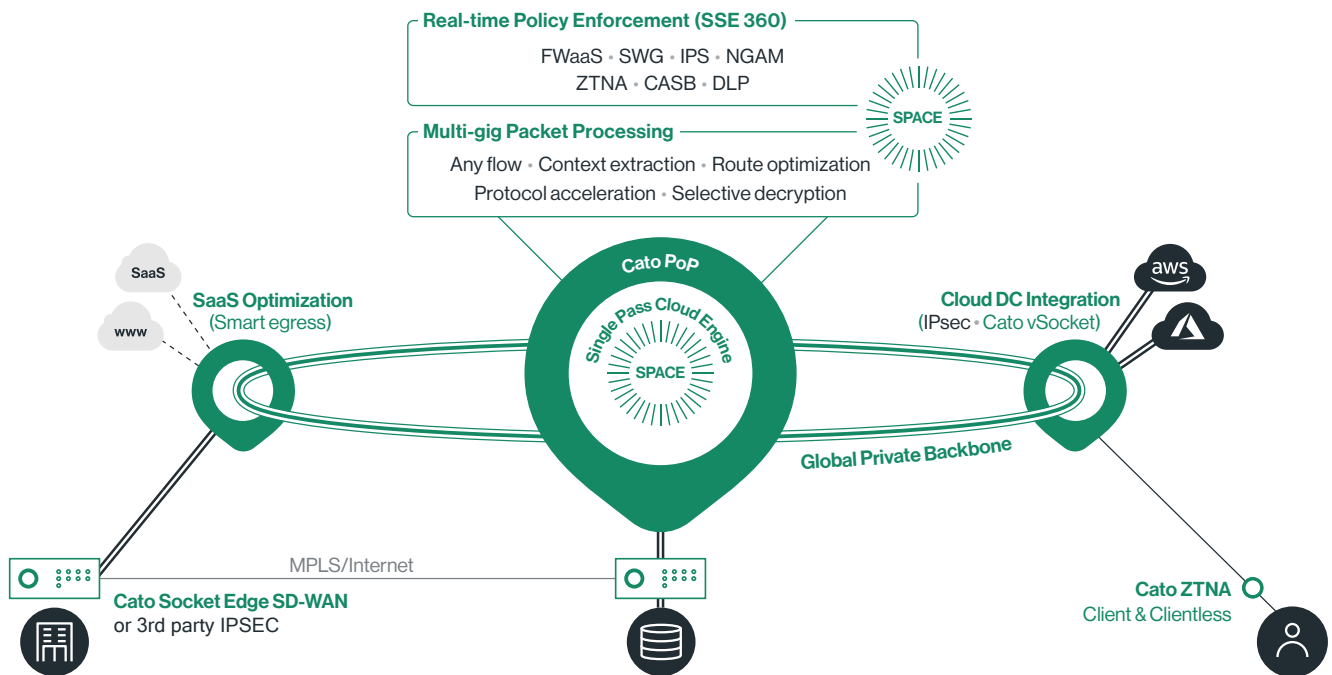 Real-time Policy Enforcement (SSE 360)
FWaaS • SWG • IPS • NGAM
ZTNA • CASB • DLP
SPACE
Multi-gig Packet Processing
Any flow • Context extraction • Route optimization
Protocol acceleration • Selective decryption
Cato PoP
Single Pass Cloud Engine
SPACE
SaaS
www
SaaS Optimization
(Smart egress)
Cloud DC Integration
(IPsec • Cato vSocket)
aws
Global Private Backbone
MPLS/Internet
Cato Socket Edge SD-WAN
or 3rd party IPSEC
Cato ZTNA
Client & Clientless